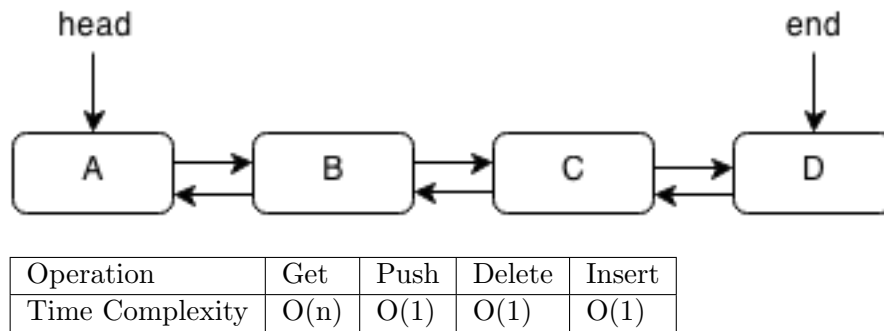 head end
A B C D
Operation Get Push Delete Insert
Time Complexity O(n) O(1) O(1) O(1)